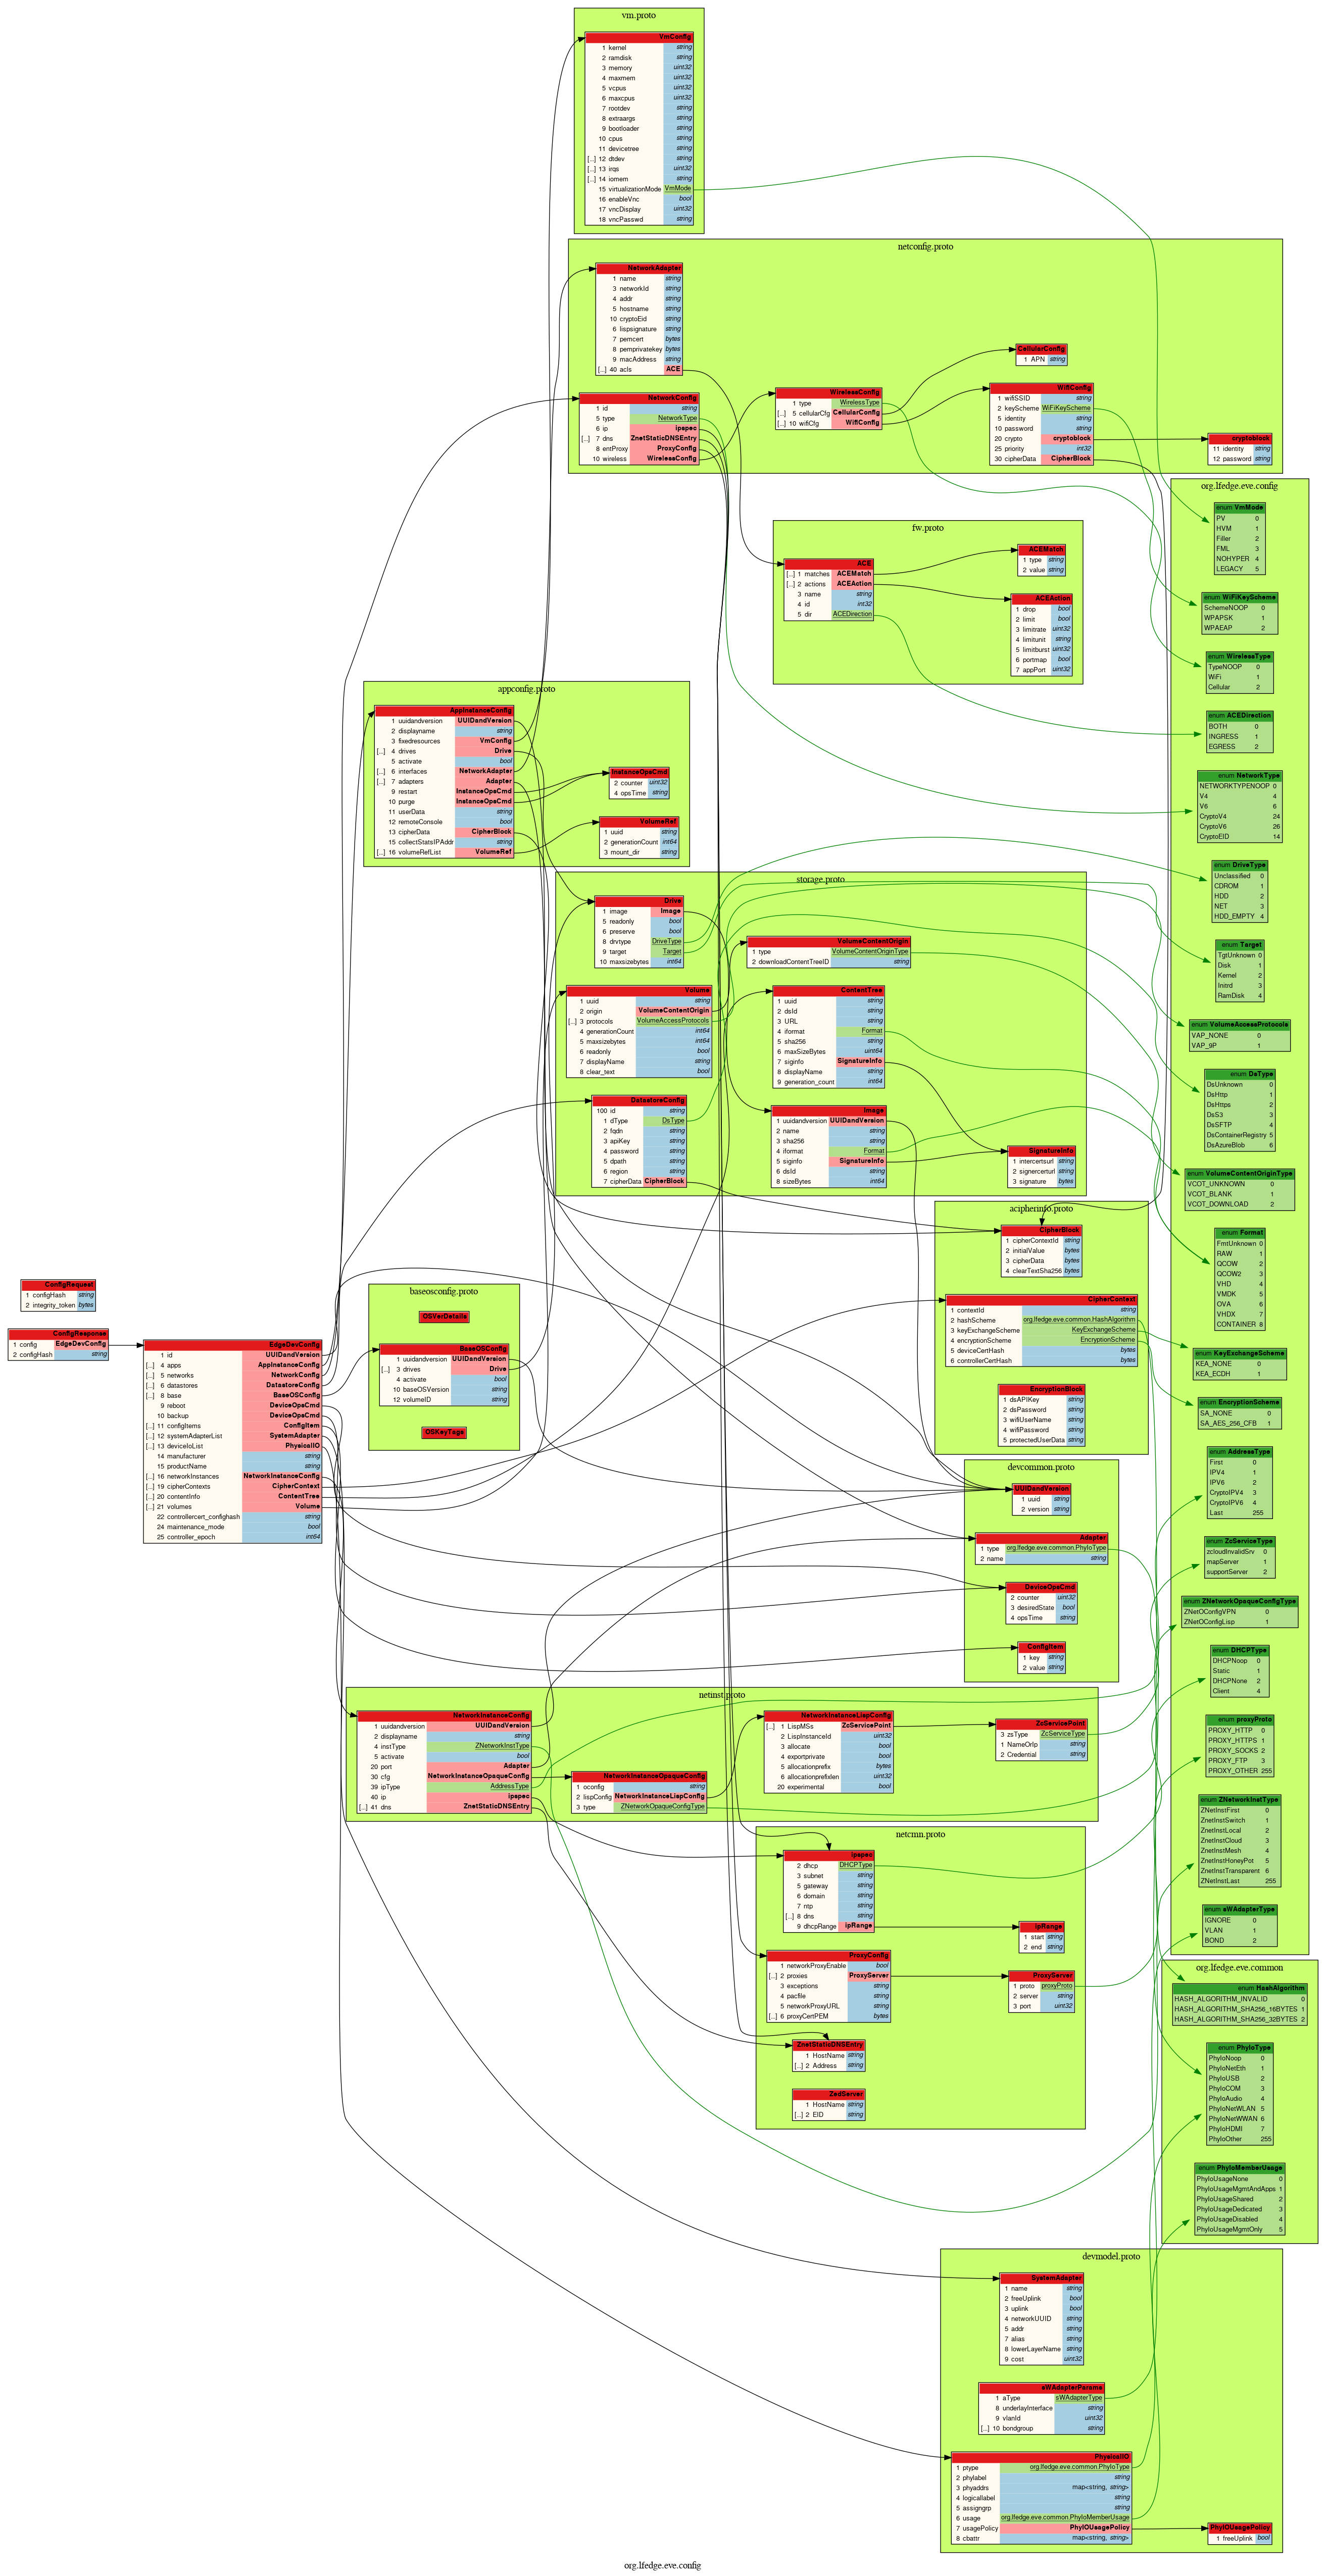 vm.proto
VmConfig
1 kernel string
2 ramdisk string
3 memory uint32
4 maxmem uint32
5 vcpus uint32
6 maxcpus uint32
7 rootdev string
8 extraargs string
9 bootloader string
10 cpus string
11 devicetree string
[...] 12 dtdev string
[...] 13 irqs uint32
[...] 14 iomem string
15 virtualizationMode VmMode
16 enableVnc bool
17 vncDisplay uint32
18 vncPasswd string
netconfig.proto
NetworkAdapter
1 name string
3 networkId string
4 addr string
5 hostname string
10 cryptoEid string
6 lispsignature string
7 pemcert bytes
8 pemprivatekey bytes
9 macAddress string
[...] 40 acls ACE
NetworkConfig
1 id string
5 type NetworkType
6 ip ipspec
[...] 7 dns ZnetStaticDNSEntry
8 entProxy ProxyConfig
10 wireless WirelessConfig
WirelessConfig
1 type WirelessType
[...] 5 cellularCfg CellularConfig
[...] 10 wifiCfg WifiConfig
CellularConfig
1 APN string
WifiConfig
1 wifiSSID string
2 keyScheme WiFiKeyScheme
5 identity string
10 password string
20 crypto cryptoblock
25 priority int32
30 cipherData CipherBlock
cryptoblock
11 identity string
12 password string
fw.proto
ACE
[...] 1 matches ACEMatch
[...] 2 actions ACEAction
3 name string
4 id int32
5 dir ACEDirection
ACEMatch
1 type string
2 value string
ACEAction
1 drop bool
2 limit bool
3 limitrate uint32
4 limitunit string
5 limitburst uint32
6 portmap bool
7 appPort uint32
appconfig.proto
AppInstanceConfig
1 uuidandversion UUIDandVersion
2 displayname string
3 fixedresources VmConfig
[...] 4 drives Drive
5 activate bool
[...] 6 interfaces NetworkAdapter
[...] 7 adapters Adapter
9 restart InstanceOpsCmd
10 purge InstanceOpsCmd
11 userData string
12 remoteConsole bool
13 cipherData CipherBlock
15 collectStatsIPAddr string
[...] 16 volumeRefList VolumeRef
InstanceOpsCmd
2 counter uint32
4 opsTime string
VolumeRef
1 uuid string
2 generationCount int64
3 mount_dir string
storage.proto
Drive
1 image Image
5 readonly bool
6 preserve bool
8 drvtype DriveType
9 target Target
10 maxsizebytes int64
Volume
1 uuid string
2 origin VolumeContentOrigin
[...] 3 protocols VolumeAccessProtocols
4 generationCount int64
5 maxsizebytes int64
6 readonly bool
7 displayName string
8 clear_text bool
DatastoreConfig
100 id string
1 dType DsType
2 fqdn string
3 apiKey string
4 password string
5 dpath string
6 region string
7 cipherData CipherBlock
VolumeContentOrigin
1 type VolumeContentOriginType
2 downloadContentTreeID string
ContentTree
1 uuid string
2 dsId string
3 URL string
4 iformat Format
5 sha256 string
6 maxSizeBytes uint64
7 siginfo SignatureInfo
8 displayName string
9 generation_count int64
Image
1 uuidandversion UUIDandVersion
2 name string
3 sha256 string
4 iformat Format
5 siginfo SignatureInfo
6 dsId string
8 sizeBytes int64
SignatureInfo
1 intercertsurl string
2 signercerturl string
3 signature bytes
acipherinfo.proto
CipherBlock
1 cipherContextId string
2 initialValue bytes
3 cipherData bytes
4 clearTextSha256 bytes
CipherContext
1 contextId string
2 hashScheme org.lfedge.eve.common.HashAlgorithm
3 keyExchangeScheme KeyExchangeScheme
4 encryptionScheme EncryptionScheme
5 deviceCertHash bytes
6 controllerCertHash bytes
EncryptionBlock
1 dsAPIKey string
2 dsPassword string
3 wifiUserName string
4 wifiPassword string
5 protectedUserData string
ConfigRequest
1 configHash string
2 integrity_token bytes
ConfigResponse
1 config EdgeDevConfig
2 configHash string
EdgeDevConfig
1 id UUIDandVersion
[...] 4 apps AppInstanceConfig
[...] 5 networks NetworkConfig
[...] 6 datastores DatastoreConfig
[...] 8 base BaseOSConfig
9 reboot DeviceOpsCmd
10 backup DeviceOpsCmd
[...] 11 configItems ConfigItem
[...] 12 systemAdapterList SystemAdapter
[...] 13 deviceIoList PhysicalIO
14 manufacturer string
15 productName string
[...] 16 networkInstances NetworkInstanceConfig
[...] 19 cipherContexts CipherContext
[...] 20 contentInfo ContentTree
[...] 21 volumes Volume
22 controllercert_confighash string
24 maintenance_mode bool
25 controller_epoch int64
baseosconfig.proto
OSVerDetails
BaseOSConfig
1 uuidandversion UUIDandVersion
[...] 3 drives Drive
4 activate bool
10 baseOSVersion string
12 volumeID string
OSKeyTags
devcommon.proto
UUIDandVersion
1 uuid string
2 version string
Adapter
1 type org.lfedge.eve.common.PhyIoType
2 name string
DeviceOpsCmd
2 counter uint32
3 desiredState bool
4 opsTime string
ConfigItem
1 key string
2 value string
netinst.proto
NetworkInstanceConfig
1 uuidandversion UUIDandVersion
2 displayname string
4 instType ZNetworkInstType
5 activate bool
20 port Adapter
30 cfg NetworkInstanceOpaqueConfig
39 ipType AddressType
40 ip ipspec
[...] 41 dns ZnetStaticDNSEntry
NetworkInstanceOpaqueConfig
1 oconfig string
2 lispConfig NetworkInstanceLispConfig
3 type ZNetworkOpaqueConfigType
NetworkInstanceLispConfig
[...] 1 LispMSs ZcServicePoint
2 LispInstanceId uint32
3 allocate bool
4 exportprivate bool
5 allocationprefix bytes
6 allocationprefixlen uint32
20 experimental bool
ZcServicePoint
3 zsType ZcServiceType
1 NameOrIp string
2 Credential string
netcmn.proto
ipspec
2 dhcp DHCPType
3 subnet string
5 gateway string
6 domain string
7 ntp string
[...] 8 dns string
9 dhcpRange ipRange
ipRange
1 start string
2 end string
ProxyConfig
1 networkProxyEnable bool
[...] 2 proxies ProxyServer
3 exceptions string
4 pacfile string
5 networkProxyURL string
[...] 6 proxyCertPEM bytes
ProxyServer
1 proto proxyProto
2 server string
3 port uint32
ZnetStaticDNSEntry
1 HostName string
[...] 2 Address string
ZedServer
1 HostName string
[...] 2 EID string
devmodel.proto
SystemAdapter
1 name string
2 freeUplink bool
3 uplink bool
4 networkUUID string
5 addr string
7 alias string
8 lowerLayerName string
9 cost uint32
sWAdapterParams
1 aType sWAdapterType
8 underlayInterface string
9 vlanId uint32
[...] 10 bondgroup string
PhysicalIO
1 ptype org.lfedge.eve.common.PhyIoType
2 phylabel string
3 phyaddrs map<string, string>
4 logicallabel string
5 assigngrp string
6 usage org.lfedge.eve.common.PhyIoMemberUsage
7 usagePolicy PhyIOUsagePolicy
8 cbattr map<string, string>
PhyIOUsagePolicy
1 freeUplink bool
org.lfedge.eve.config
enum VmMode
PV 0
HVM 1
Filler 2
FML 3
NOHYPER 4
LEGACY 5
enum WiFiKeyScheme
SchemeNOOP 0
WPAPSK 1
WPAEAP 2
enum WirelessType
TypeNOOP 0
WiFi 1
Cellular 2
enum ACEDirection
BOTH 0
INGRESS 1
EGRESS 2
enum NetworkType
NETWORKTYPENOOP 0
V4 4
V6 6
CryptoV4 24
CryptoV6 26
CryptoEID 14
enum DriveType
Unclassified 0
CDROM 1
HDD 2
NET 3
HDD_EMPTY 4
enum Target
TgtUnknown 0
Disk 1
Kernel 2
Initrd 3
RamDisk 4
enum VolumeAccessProtocols
VAP_NONE 0
VAP_9P 1
enum DsType
DsUnknown 0
DsHttp 1
DsHttps 2
DsS3 3
DsSFTP 4
DsContainerRegistry 5
DsAzureBlob 6
enum VolumeContentOriginType
VCOT_UNKNOWN 0
VCOT_BLANK 1
VCOT_DOWNLOAD 2
enum Format
FmtUnknown 0
RAW 1
QCOW 2
QCOW2 3
VHD 4
VMDK 5
OVA 6
VHDX 7
CONTAINER 8
enum KeyExchangeScheme
KEA_NONE 0
KEA_ECDH 1
enum EncryptionScheme
SA_NONE 0
SA_AES_256_CFB 1
enum AddressType
First 0
IPV4 1
IPV6 2
CryptoIPV4 3
CryptoIPV6 4
Last 255
enum ZcServiceType
zcloudInvalidSrv 0
mapServer 1
supportServer 2
enum ZNetworkOpaqueConfigType
ZNetOConfigVPN 0
ZNetOConfigLisp 1
enum DHCPType
DHCPNoop 0
Static 1
DHCPNone 2
Client 4
enum proxyProto
PROXY_HTTP 0
PROXY_HTTPS 1
PROXY_SOCKS 2
PROXY_FTP 3
PROXY_OTHER 255
enum ZNetworkInstType
ZNetInstFirst 0
ZnetInstSwitch 1
ZnetInstLocal 2
ZnetInstCloud 3
ZnetInstMesh 4
ZnetInstHoneyPot 5
ZnetInstTransparent 6
ZNetInstLast 255
enum sWAdapterType
IGNORE 0
VLAN 1
BOND 2
org.lfedge.eve.common
enum HashAlgorithm
HASH_ALGORITHM_INVALID 0
HASH_ALGORITHM_SHA256_16BYTES 1
HASH_ALGORITHM_SHA256_32BYTES 2
enum PhyIoType
PhyIoNoop 0
PhyIoNetEth 1
PhyIoUSB 2
PhyIoCOM 3
PhyIoAudio 4
PhyIoNetWLAN 5
PhyIoNetWWAN 6
PhyIoHDMI 7
PhyIoOther 255
enum PhyIoMemberUsage
PhyIoUsageNone 0
PhyIoUsageMgmtAndApps 1
PhyIoUsageShared 2
PhyIoUsageDedicated 3
PhyIoUsageDisabled 4
PhyIoUsageMgmtOnly 5
org.lfedge.eve.config